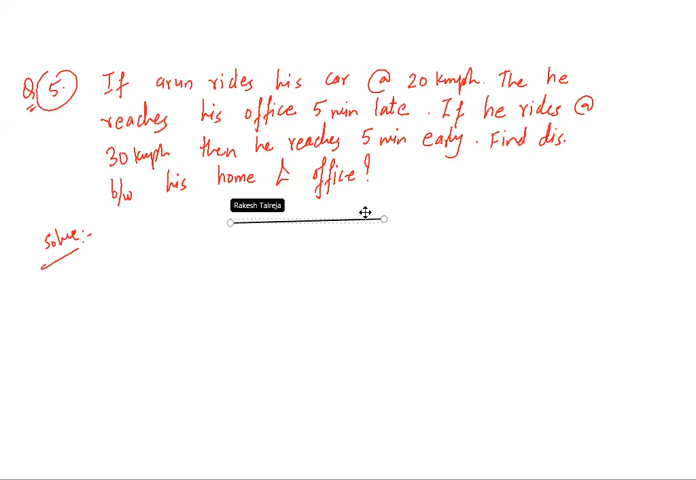 Q 5. If arun rides his car @ 20 kmph. The he
reaches his office 5 min late. If he rides @
30 kmph then he reaches 5 min early. Find dis.
b/w his home & office?
Rakesh Talreja
Solve:-